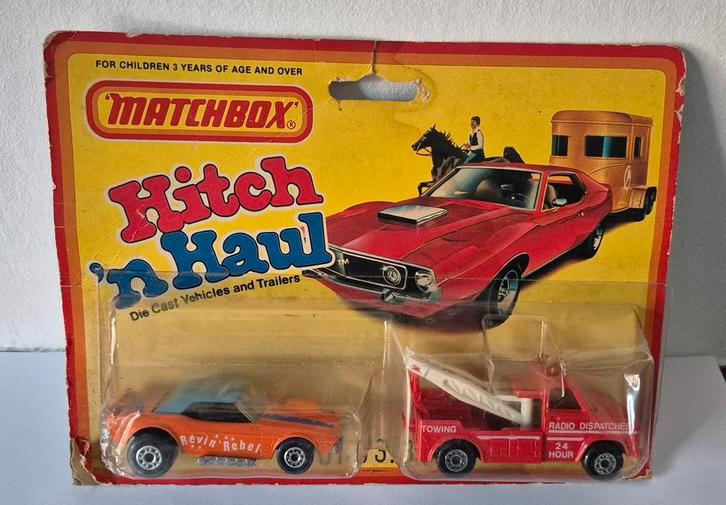 FOR CHILDREN 3 YEARS OF AGE AND OVER
"MATCHBOX"®
Hitch
'n Haul
Die Cast Vehicles and Trailers
TM
Revin' Rebel
TOWING
RADIO DISPATCHED
24
HOUR